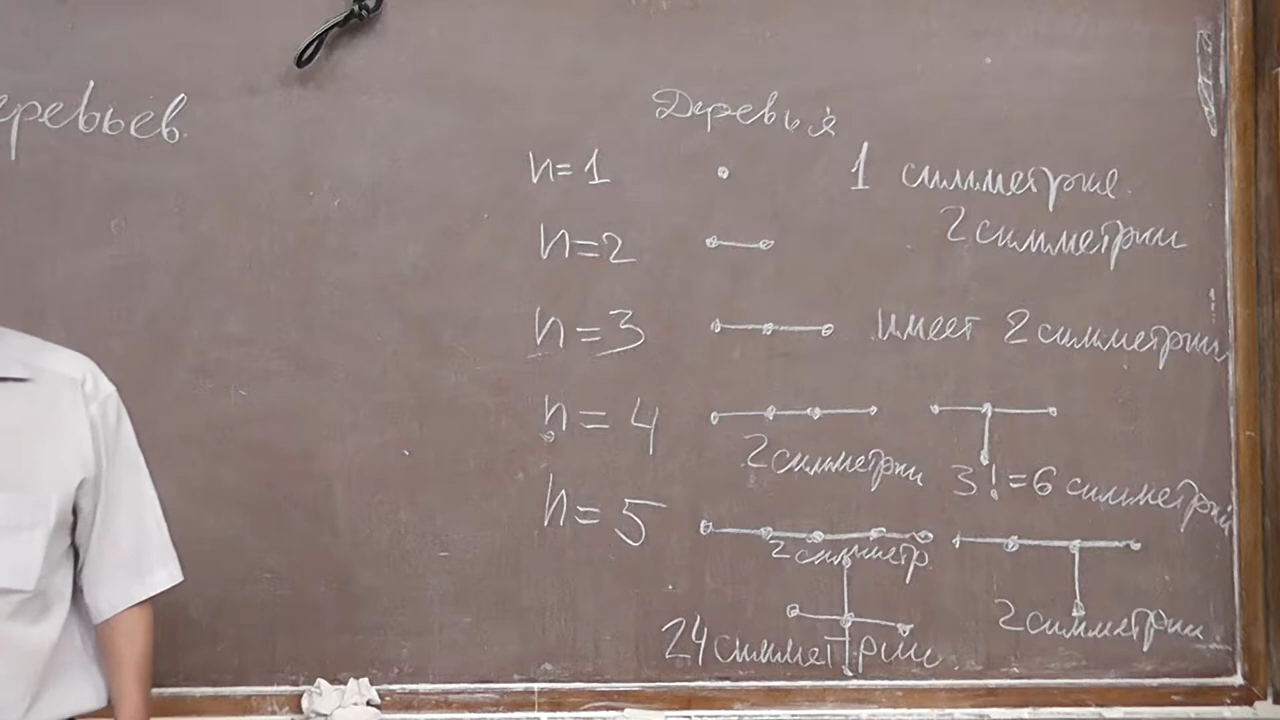 еревьев.
Деревья
n=1 1 симметрие.
n=2 2 симметрии
n=3 имеет 2 симметрии
n=4
2 симметрии 3!=6 симметрий
n=5
2 симметр.
2 симметрии.
24 симметрии.